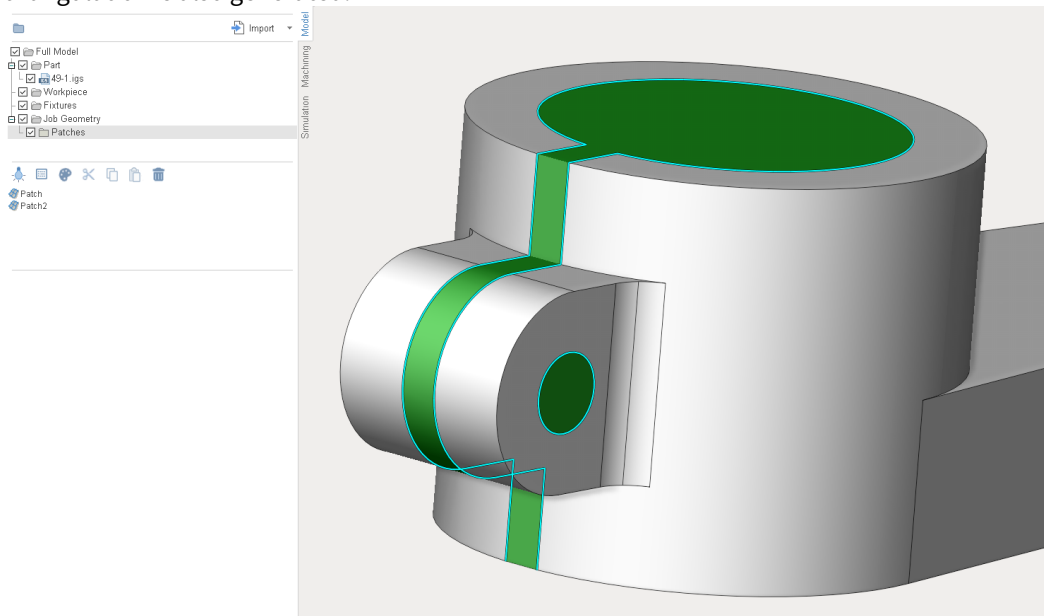 Import
Full Model
Part
49-1.igs
Workpiece
Fixtures
Job Geometry
Patches
Patch
Patch2
Model
Machining
Simulation